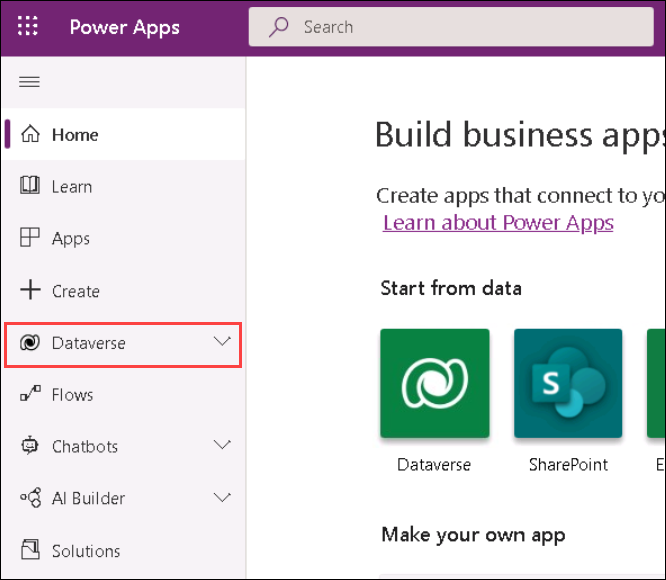 Power Apps
Search
Home
Learn
Apps
Create
Dataverse
Flows
Chatbots
AI Builder
Solutions
Build business apps
Create apps that connect to yo
Learn about Power Apps
Start from data
S
Dataverse
SharePoint
E
Make your own app